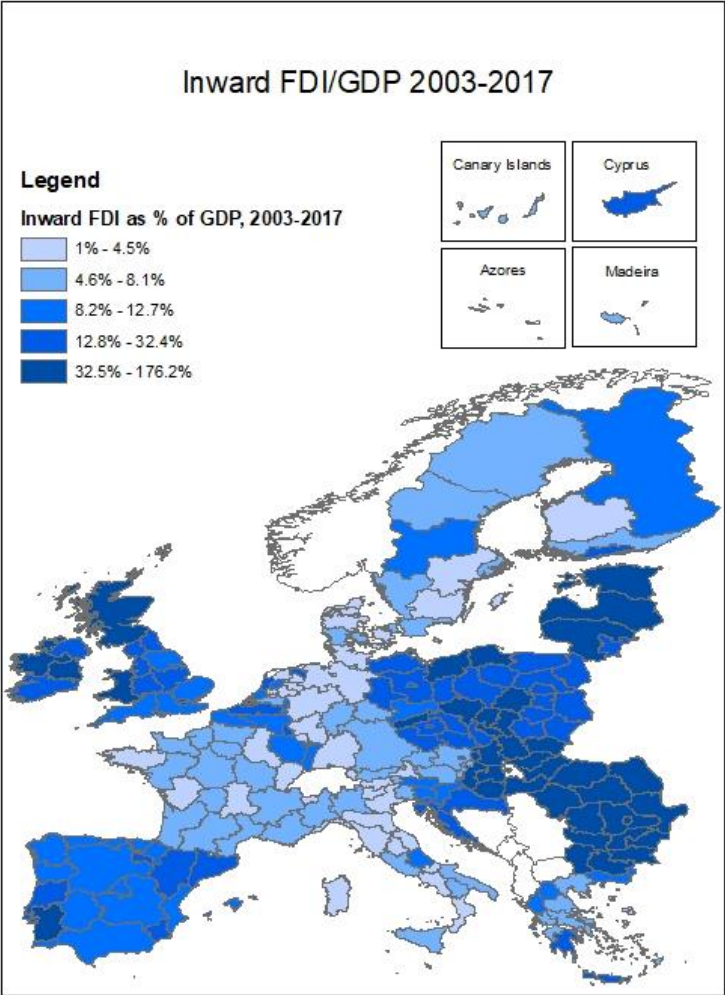 Inward FDI/GDP 2003-2017
Canary Islands
Cyprus
Azores
Madeira
Legend
Inward FDI as % of GDP, 2003-2017
1% - 4.5%
4.6% - 8.1%
8.2% - 12.7%
12.8% - 32.4%
32.5% - 176.2%